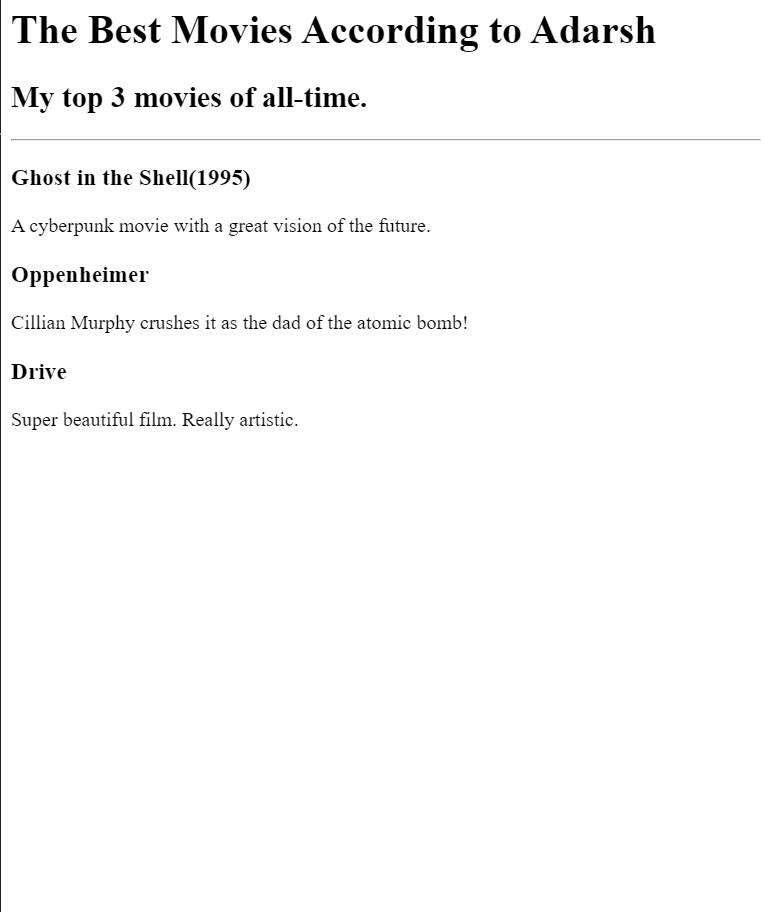 The Best Movies According to Adarsh
My top 3 movies of all-time.
Ghost in the Shell(1995)
A cyberpunk movie with a great vision of the future.
Oppenheimer
Cillian Murphy crushes it as the dad of the atomic bomb!
Drive
Super beautiful film. Really artistic.